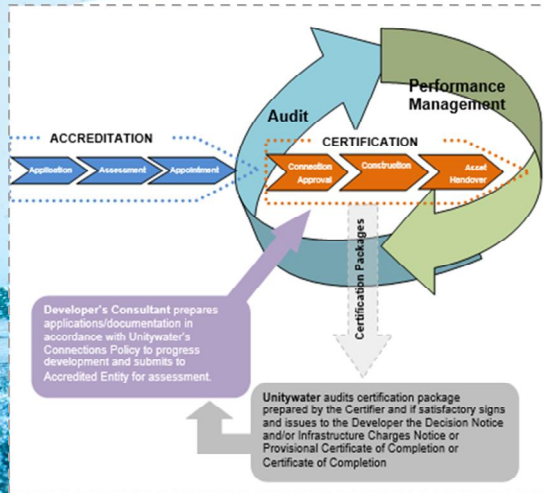 Performance
Management
Audit
ACCREDITATION
CERTIFICATION
Application
Assessment
Appointment
Connection
Approval
Construction
Asset
Handover
Certification Packages
Developer's Consultant prepares
applications/documentation in
accordance with Unitywater's
Connections Policy to progress
development and submits to
Accredited Entity for assessment.
Unitywater audits certification package
prepared by the Certifier and if satisfactory signs
and issues to the Developer the Decision Notice
and/or Infrastructure Charges Notice or
Provisional Certificate of Completion or
Certificate of Completion